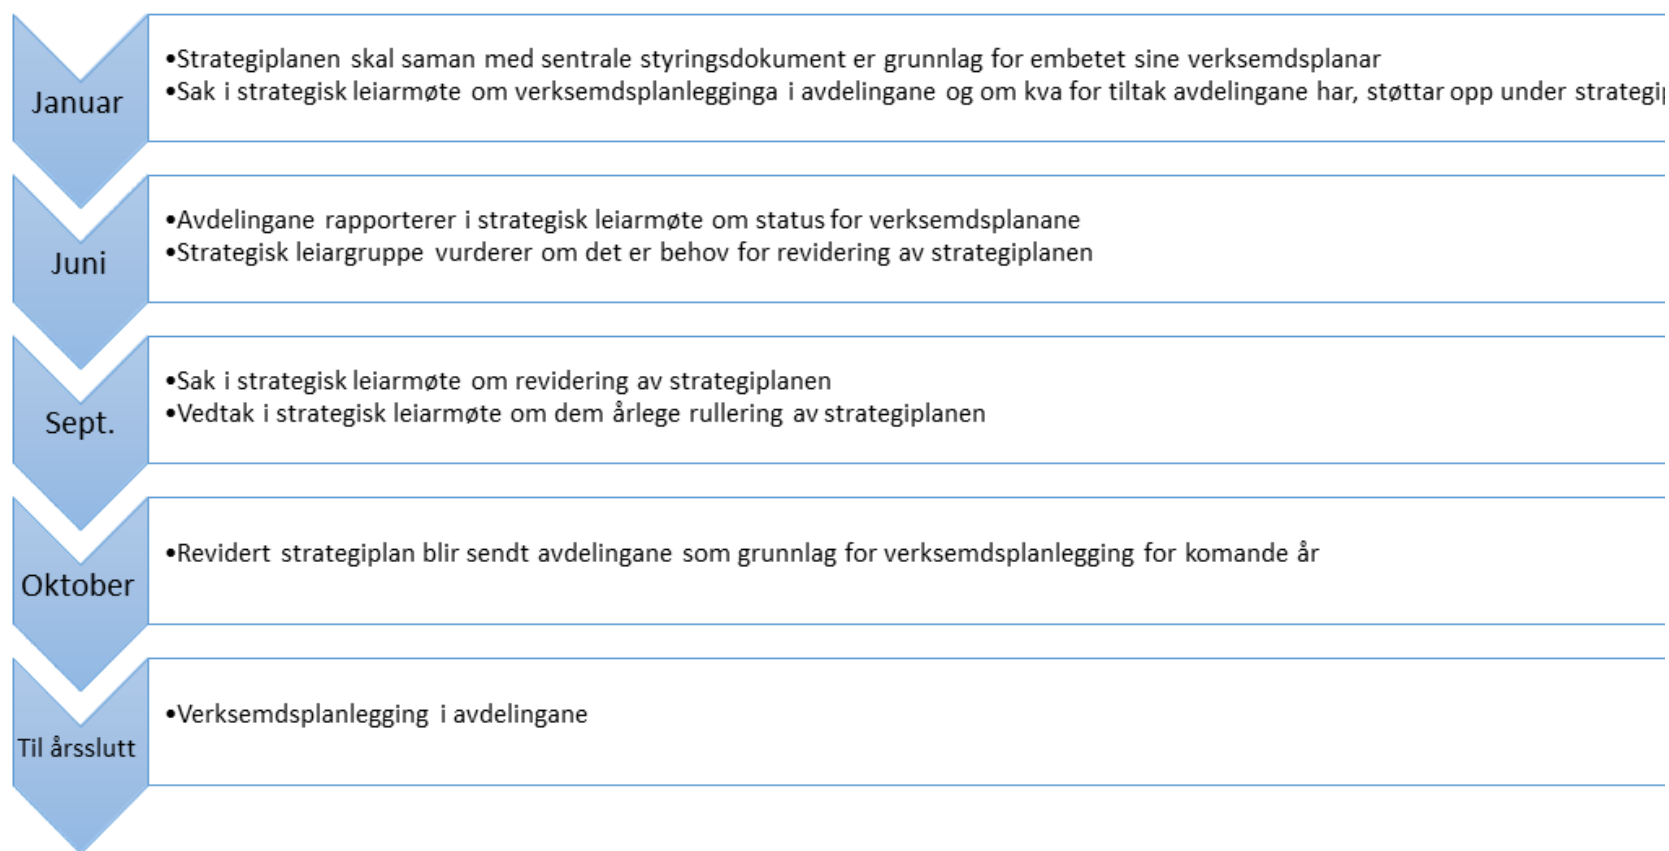 Januar
•Strategiplanen skal saman med sentrale styringsdokument er grunnlag for embetet sine verksemdsplanar
•Sak i strategisk leiarmøte om verksemdsplanlegginga i avdelingane og om kva for tiltak avdelingane har, støttar opp under
Juni
•Avdelingane rapporterer i strategisk leiarmøte om status for verksemdsplanane
•Strategisk leiargruppe vurderer om det er behov for revidering av strategiplanen
Sept.
•Sak i strategisk leiarmøte om revidering av strategiplanen
•Vedtak i strategisk leiarmøte om dem årlege rullering av strategiplanen
Oktober
•Revidert strategiplan blir sendt avdelingane som grunnlag for verksemdsplanlegging for komande år
Til årsslutt
•Verksemdsplanlegging i avdelingane